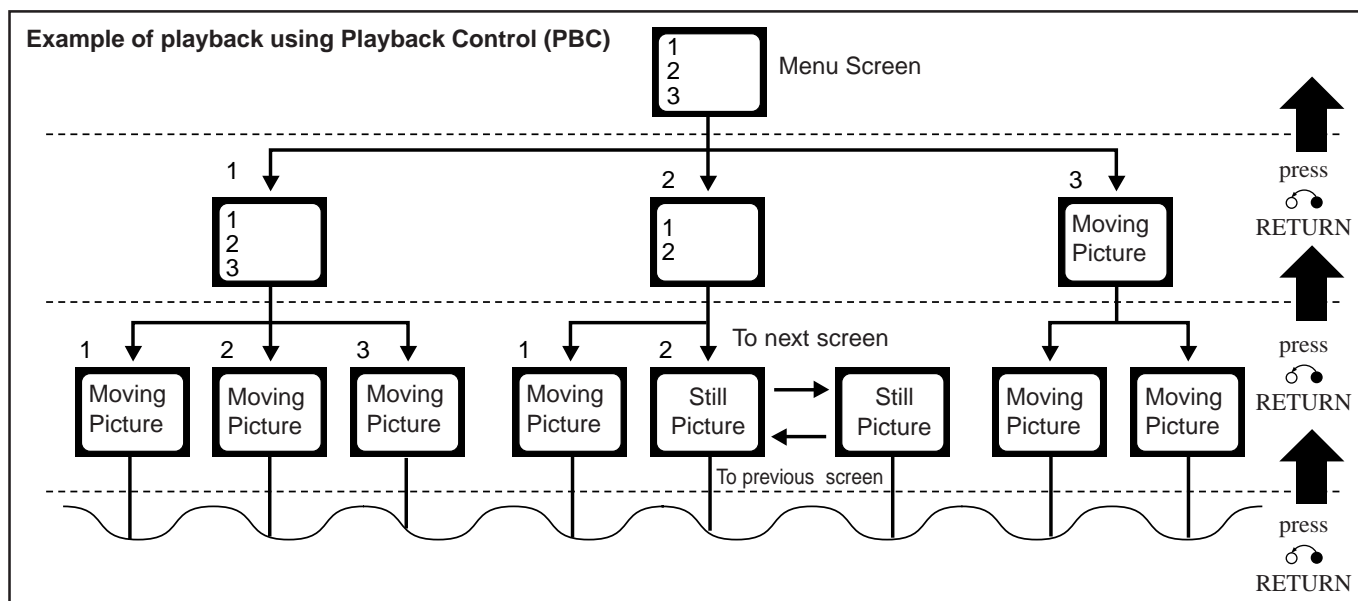 Example of playback using Playback Control (PBC)
1
2
3
Menu Screen
press
RETURN
1
2
3
1
2
3
1
2
Moving
Picture
press
RETURN
1
2
3
1
2
To next screen
Moving
Picture
Moving
Picture
Moving
Picture
Moving
Picture
Still
Picture
Still
Picture
Moving
Picture
Moving
Picture
To previous screen
press
RETURN